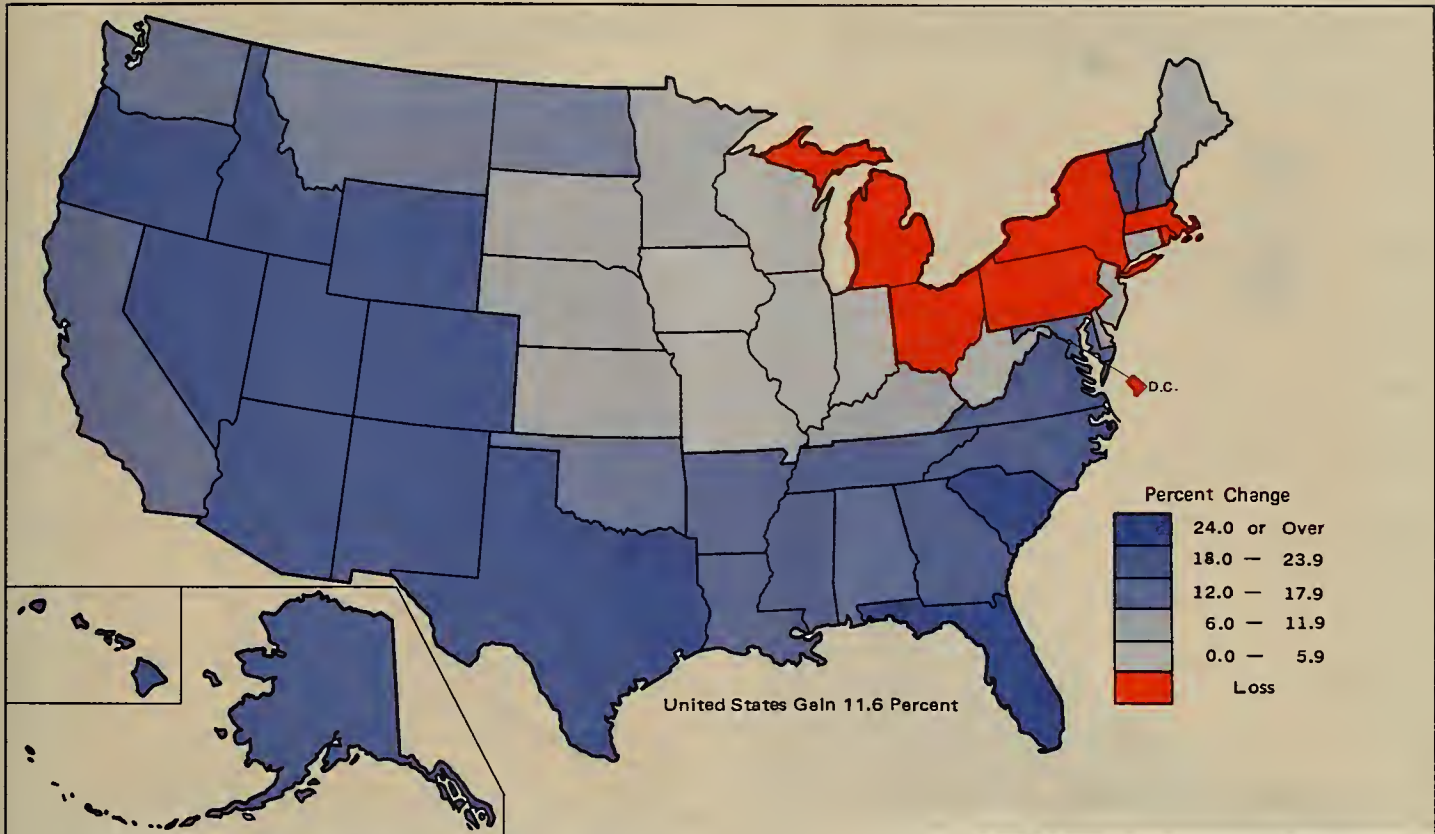 D.C.
Percent Change
24.0 or Over
18.0 — 23.9
12.0 — 17.9
6.0 — 11.9
0.0 — 5.9
Loss
United States Gain 11.6 Percent